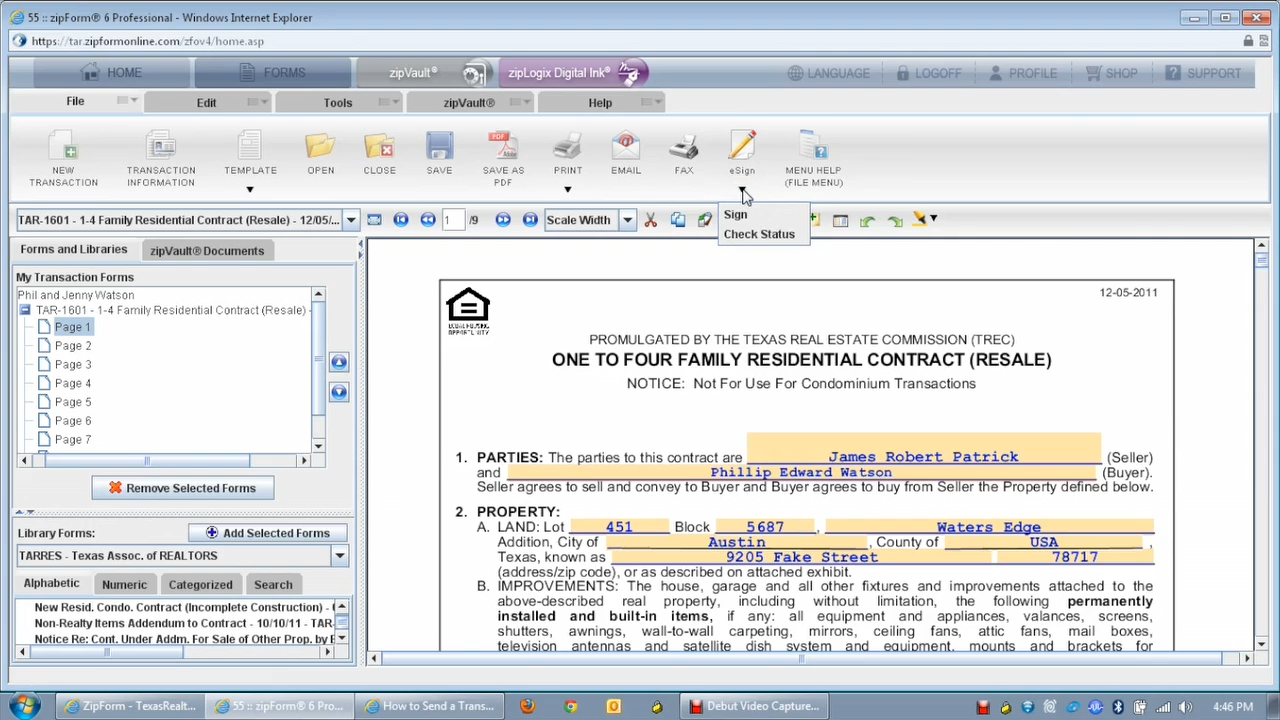 55 :: zipForm® 6 Professional - Windows Internet Explorer
https://tar.zipformonline.com/zfov4/home.asp
HOME FORMS zipVault® zipLogix Digital Ink® LANGUAGE LOGOFF PROFILE SHOP SUPPORT
File Edit Tools zipVault® Help
NEW TRANSACTION
TRANSACTION INFORMATION
TEMPLATE
OPEN
CLOSE
SAVE
SAVE AS PDF
PRINT
EMAIL
FAX
eSign
MENU HELP (FILE MENU)
TAR-1601 - 1-4 Family Residential Contract (Resale) - 12/05/... 1 /9 Scale Width
Sign
Check Status
Forms and Libraries zipVault® Documents
My Transaction Forms
Phil and Jenny Watson
TAR-1601 - 1-4 Family Residential Contract (Resale) -
Page 1
Page 2
Page 3
Page 4
Page 5
Page 6
Page 7
Remove Selected Forms
Library Forms: Add Selected Forms
TARRES - Texas Assoc. of REALTORS
Alphabetic Numeric Categorized Search
New Resid. Condo. Contract (Incomplete Construction) -
Non-Realty Items Addendum to Contract - 10/10/11 - TAR-
Notice Re: Cont. Under Addm. For Sale of Other Prop. by
12-05-2011
EQUAL HOUSING
OPPORTUNITY
PROMULGATED BY THE TEXAS REAL ESTATE COMMISSION (TREC)
ONE TO FOUR FAMILY RESIDENTIAL CONTRACT (RESALE)
NOTICE: Not For Use For Condominium Transactions
1. PARTIES: The parties to this contract are James Robert Patrick (Seller)
and Phillip Edward Watson (Buyer).
Seller agrees to sell and convey to Buyer and Buyer agrees to buy from Seller the Property defined below.
2. PROPERTY:
A. LAND: Lot 451 Block 5687, Waters Edge
Addition, City of Austin, County of USA,
Texas, known as 9205 Fake Street 78717
(address/zip code), or as described on attached exhibit.
B. IMPROVEMENTS: The house, garage and all other fixtures and improvements attached to the
above-described real property, including without limitation, the following permanently
installed and built-in items, if any: all equipment and appliances, valances, screens,
shutters, awnings, wall-to-wall carpeting, mirrors, ceiling fans, attic fans, mail boxes,
television antennas and satellite dish system and equipment, mounts and brackets for
ZipForm - TexasRealt... 55 :: zipForm® 6 Pro... How to Send a Trans... Debut Video Capture... 4:46 PM